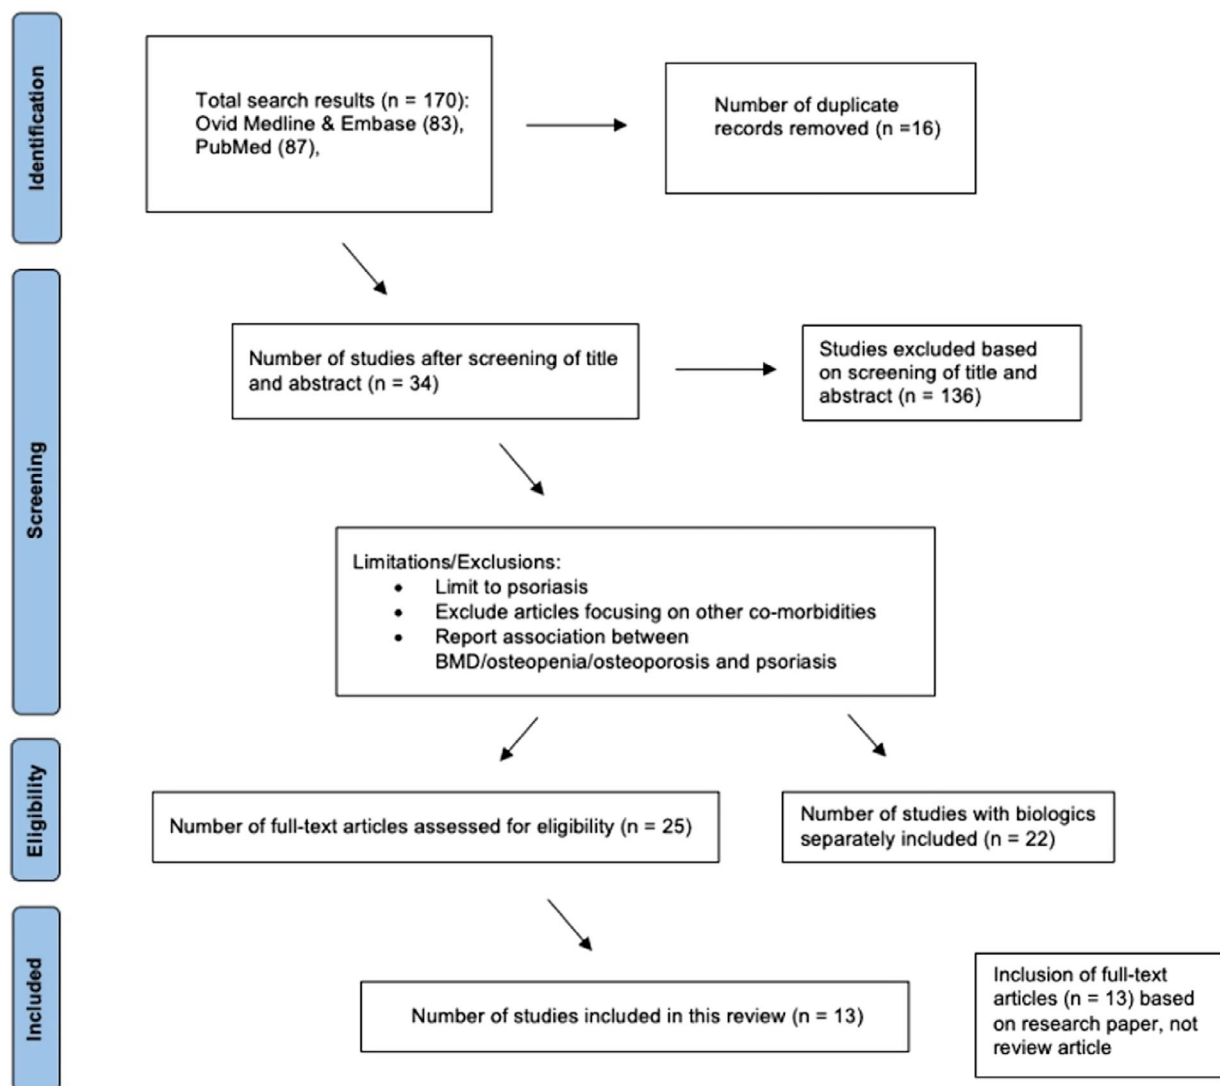 Identification
Total search results (n = 170):
Ovid Medline & Embase (83),
PubMed (87),
Number of duplicate
records removed (n =16)
Screening
Number of studies after screening of title
and abstract (n = 34)
Studies excluded based
on screening of title and
abstract (n = 136)
Limitations/Exclusions:
• Limit to psoriasis
• Exclude articles focusing on other co-morbidities
• Report association between
BMD/osteopenia/osteoporosis and psoriasis
Eligibility
Number of full-text articles assessed for eligibility (n = 25)
Number of studies with biologics
separately included (n = 22)
Included
Number of studies included in this review (n = 13)
Inclusion of full-text
articles (n = 13) based
on research paper, not
review article